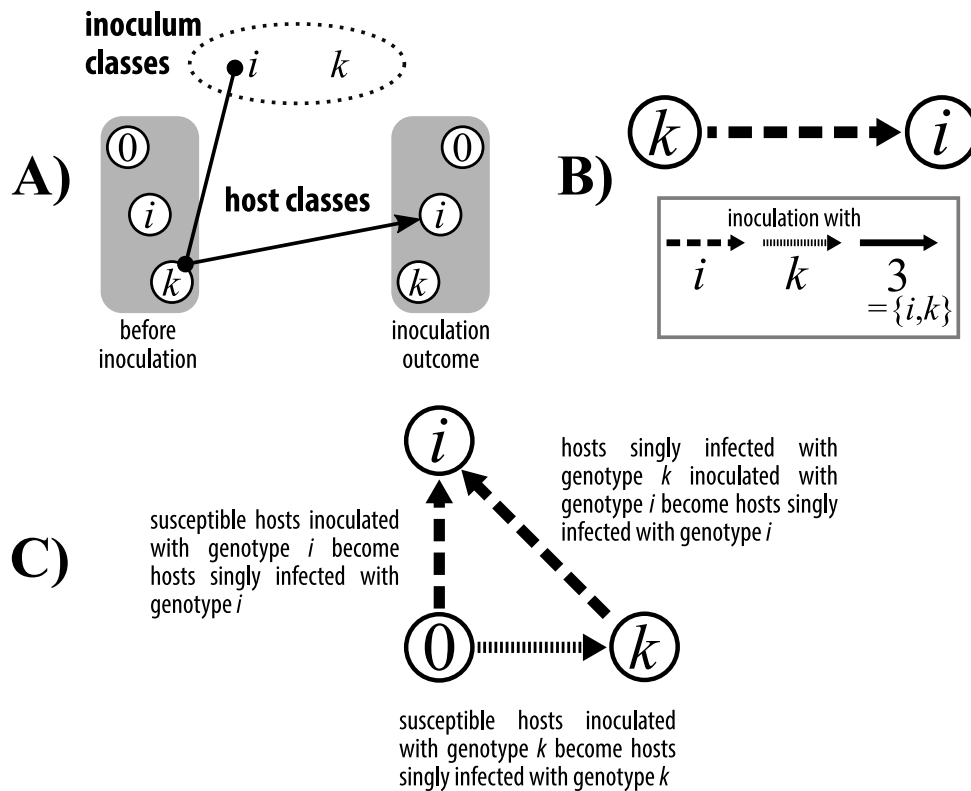 A)
inoculum
classes
i k
0
i
k
before
inoculation
host classes
0
i
k
inoculation
outcome
B)
k i
inoculation with
i k 3
={i,k}
C)
i
0 k
susceptible hosts inoculated
with genotype i become
hosts singly infected with
genotype i
hosts singly infected with
genotype k inoculated with
genotype i become hosts singly
infected with genotype i
susceptible hosts inoculated
with genotype k become hosts
singly infected with genotype k